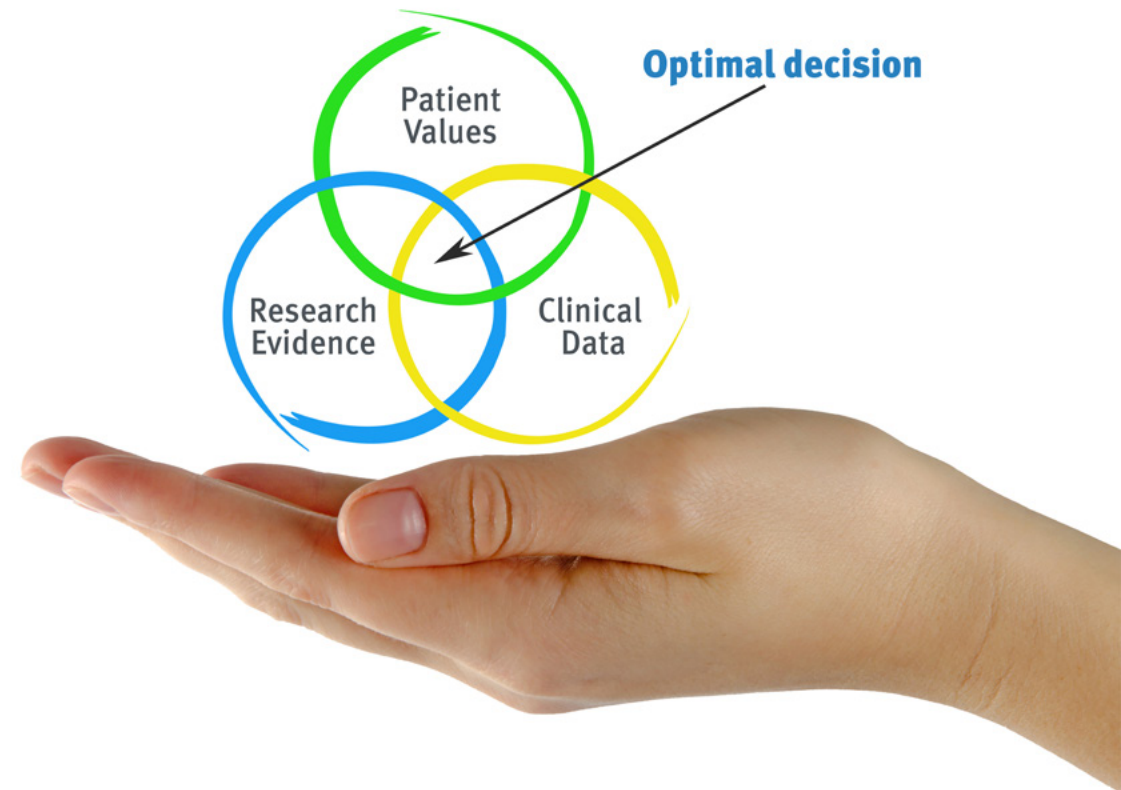 Optimal decision
Patient
Values
Research
Evidence
Clinical
Data